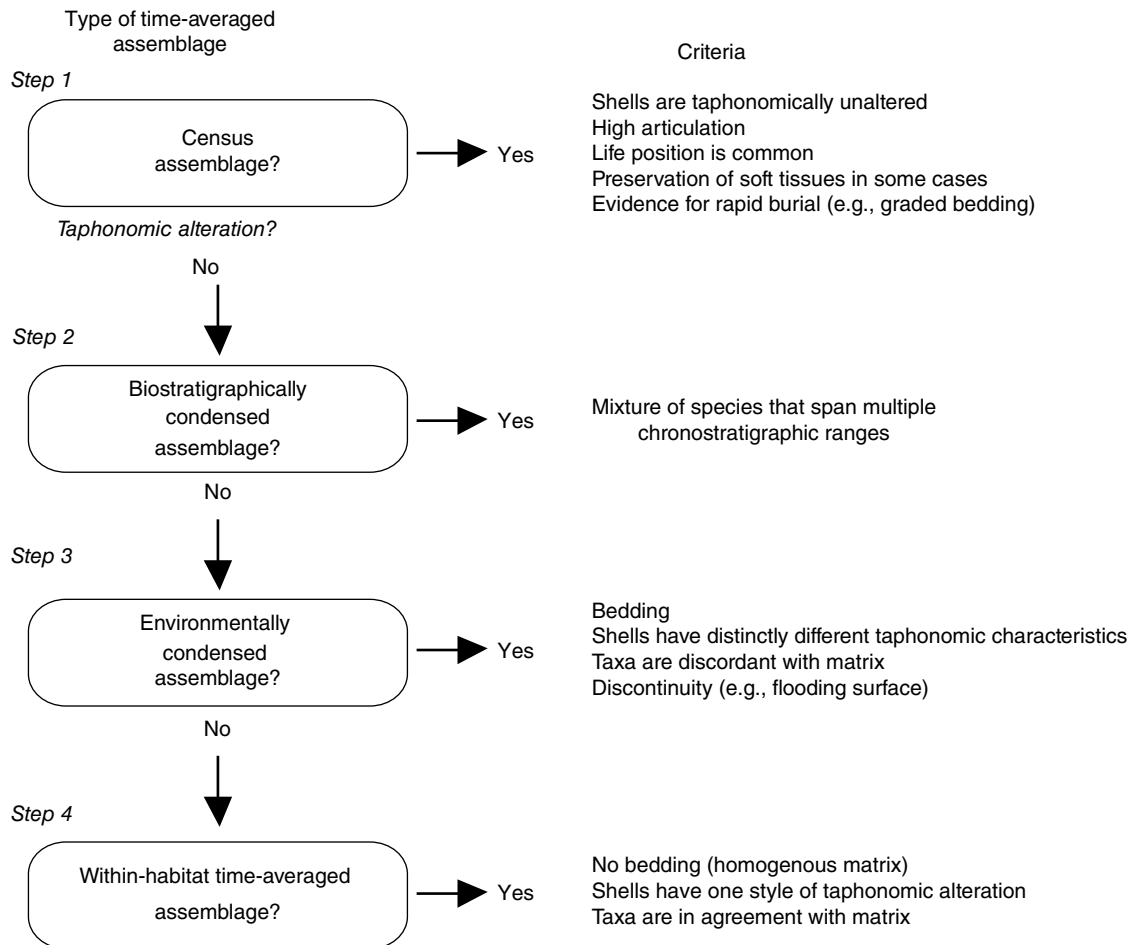 Type of time-averaged
assemblage
Criteria
Step 1
Census
assemblage?
Yes
Shells are taphonomically unaltered
High articulation
Life position is common
Preservation of soft tissues in some cases
Evidence for rapid burial (e.g., graded bedding)
Taphonomic alteration?
No
Step 2
Biostratigraphically
condensed
assemblage?
Yes
Mixture of species that span multiple
chronostratigraphic ranges
No
Step 3
Environmentally
condensed
assemblage?
Yes
Bedding
Shells have distinctly different taphonomic characteristics
Taxa are discordant with matrix
Discontinuity (e.g., flooding surface)
No
Step 4
Within-habitat time-averaged
assemblage?
Yes
No bedding (homogenous matrix)
Shells have one style of taphonomic alteration
Taxa are in agreement with matrix